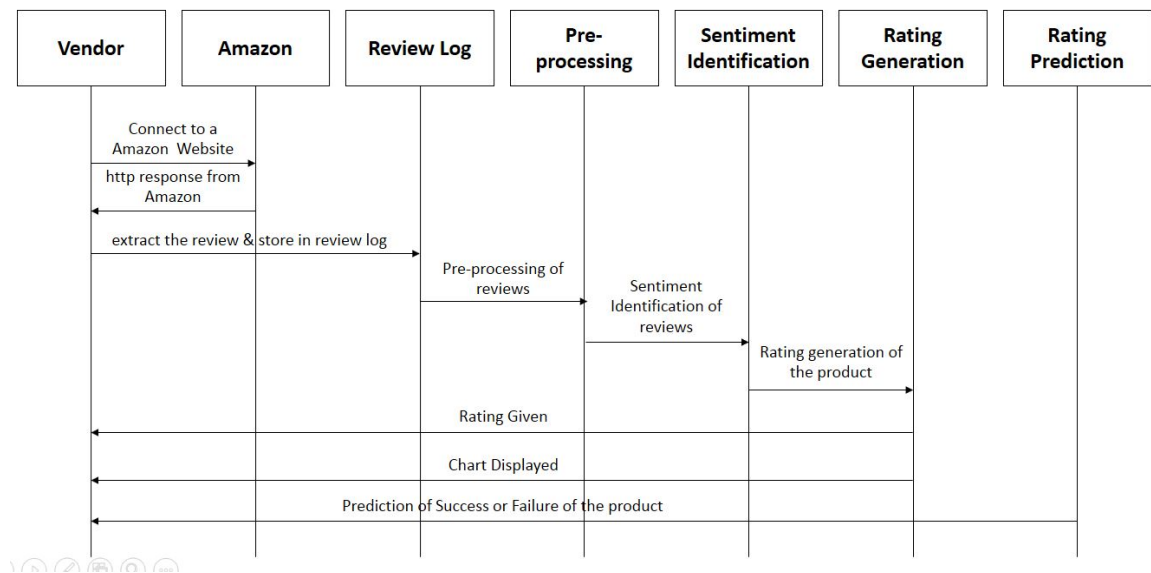 Vendor
Amazon
Review Log
Pre-
processing
Sentiment
Identification
Rating
Generation
Rating
Prediction
Connect to a
Amazon Website
http response from
Amazon
extract the review & store in review log
Pre-processing of
reviews
Sentiment
Identification of
reviews
Rating generation of
the product
Rating Given
Chart Displayed
Prediction of Success or Failure of the product